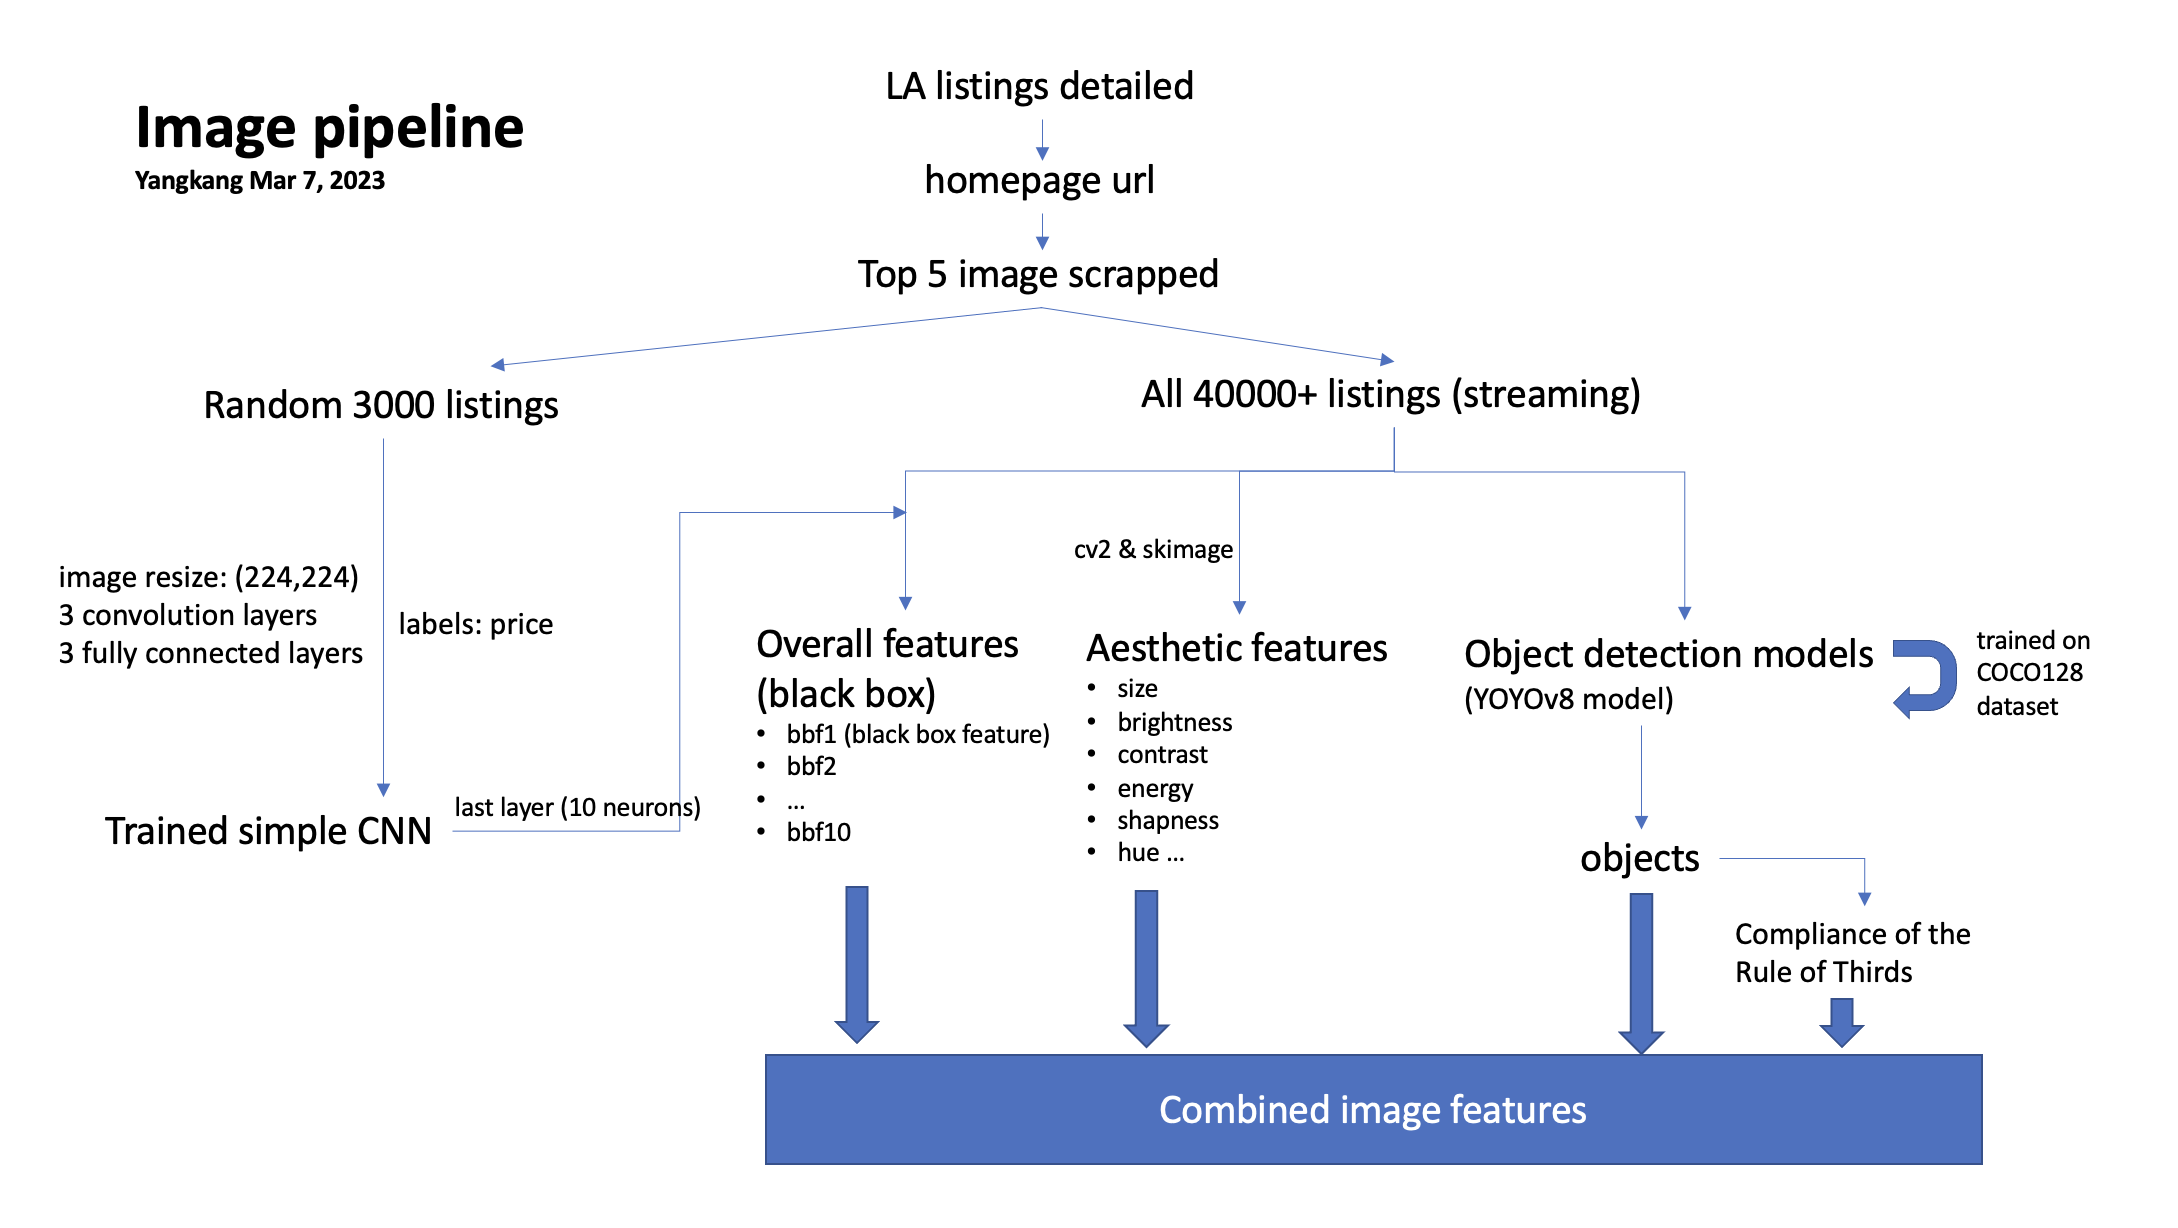 Image pipeline
Yangkang Mar 7, 2023
LA listings detailed
homepage url
Top 5 image scrapped
Random 3000 listings
All 40000+ listings (streaming)
image resize: (224,224)
3 convolution layers
3 fully connected layers
labels: price
Trained simple CNN
last layer (10 neurons)
cv2 & skimage
Overall features
(black box)
• bbf1 (black box feature)
• bbf2
• ...
• bbf10
Aesthetic features
• size
• brightness
• contrast
• energy
• shapness
• hue ...
Object detection models
(YOYOv8 model)
trained on
COCO128
dataset
objects
Compliance of the
Rule of Thirds
Combined image features